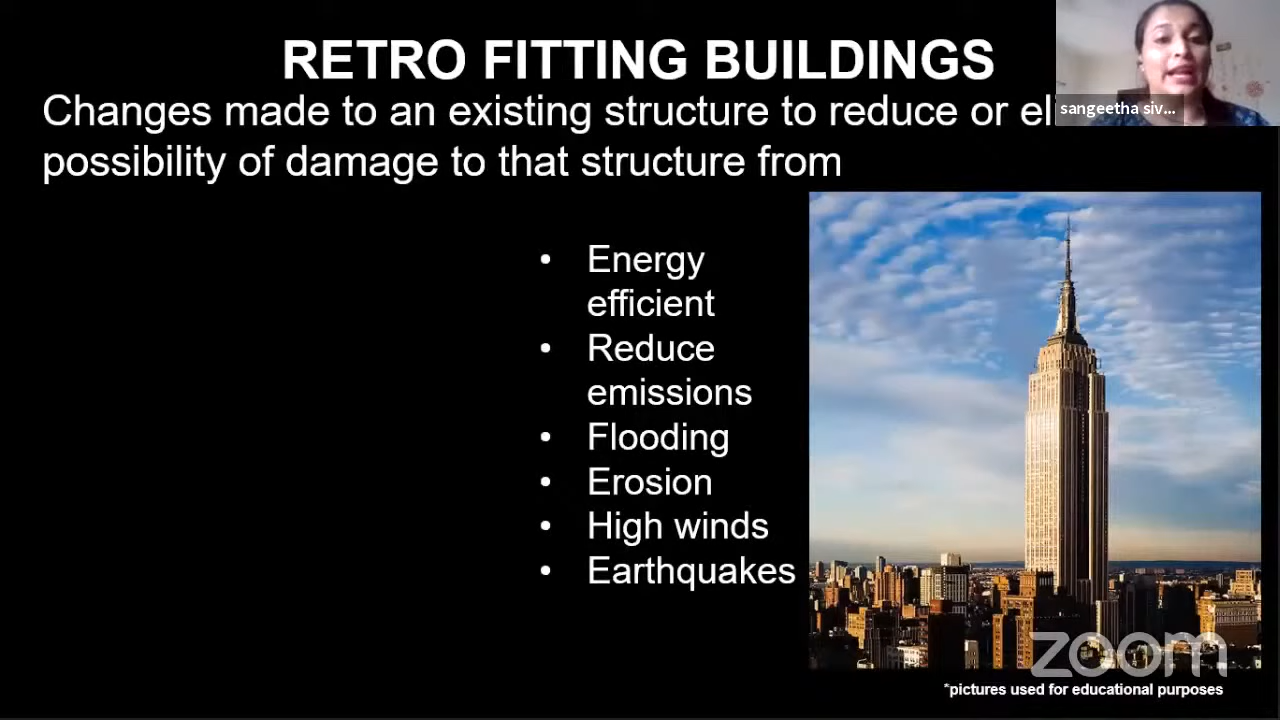 RETRO FITTING BUILDINGS
Changes made to an existing structure to reduce or
possibility of damage to that structure from
sangeetha siv...
• Energy
efficient
• Reduce
emissions
• Flooding
• Erosion
• High winds
• Earthquakes
zoom
*pictures used for educational purposes